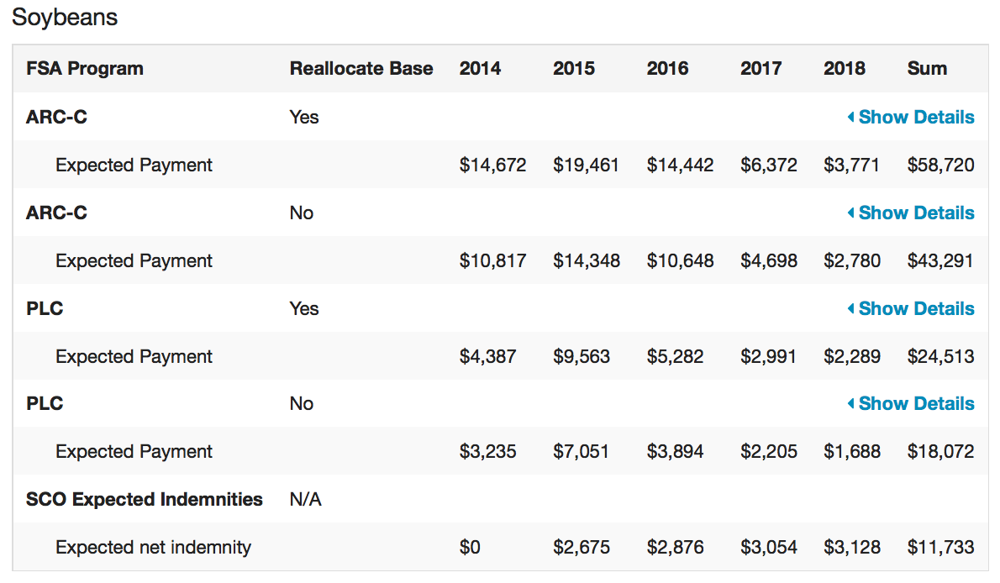 Soybeans
FSA Program Reallocate Base 2014 2015 2016 2017 2018 Sum
ARC-C Yes Show Details
Expected Payment $14,672 $19,461 $14,442 $6,372 $3,771 $58,720
ARC-C No Show Details
Expected Payment $10,817 $14,348 $10,648 $4,698 $2,780 $43,291
PLC Yes Show Details
Expected Payment $4,387 $9,563 $5,282 $2,991 $2,289 $24,513
PLC No Show Details
Expected Payment $3,235 $7,051 $3,894 $2,205 $1,688 $18,072
SCO Expected Indemnities N/A
Expected net indemnity $0 $2,675 $2,876 $3,054 $3,128 $11,733